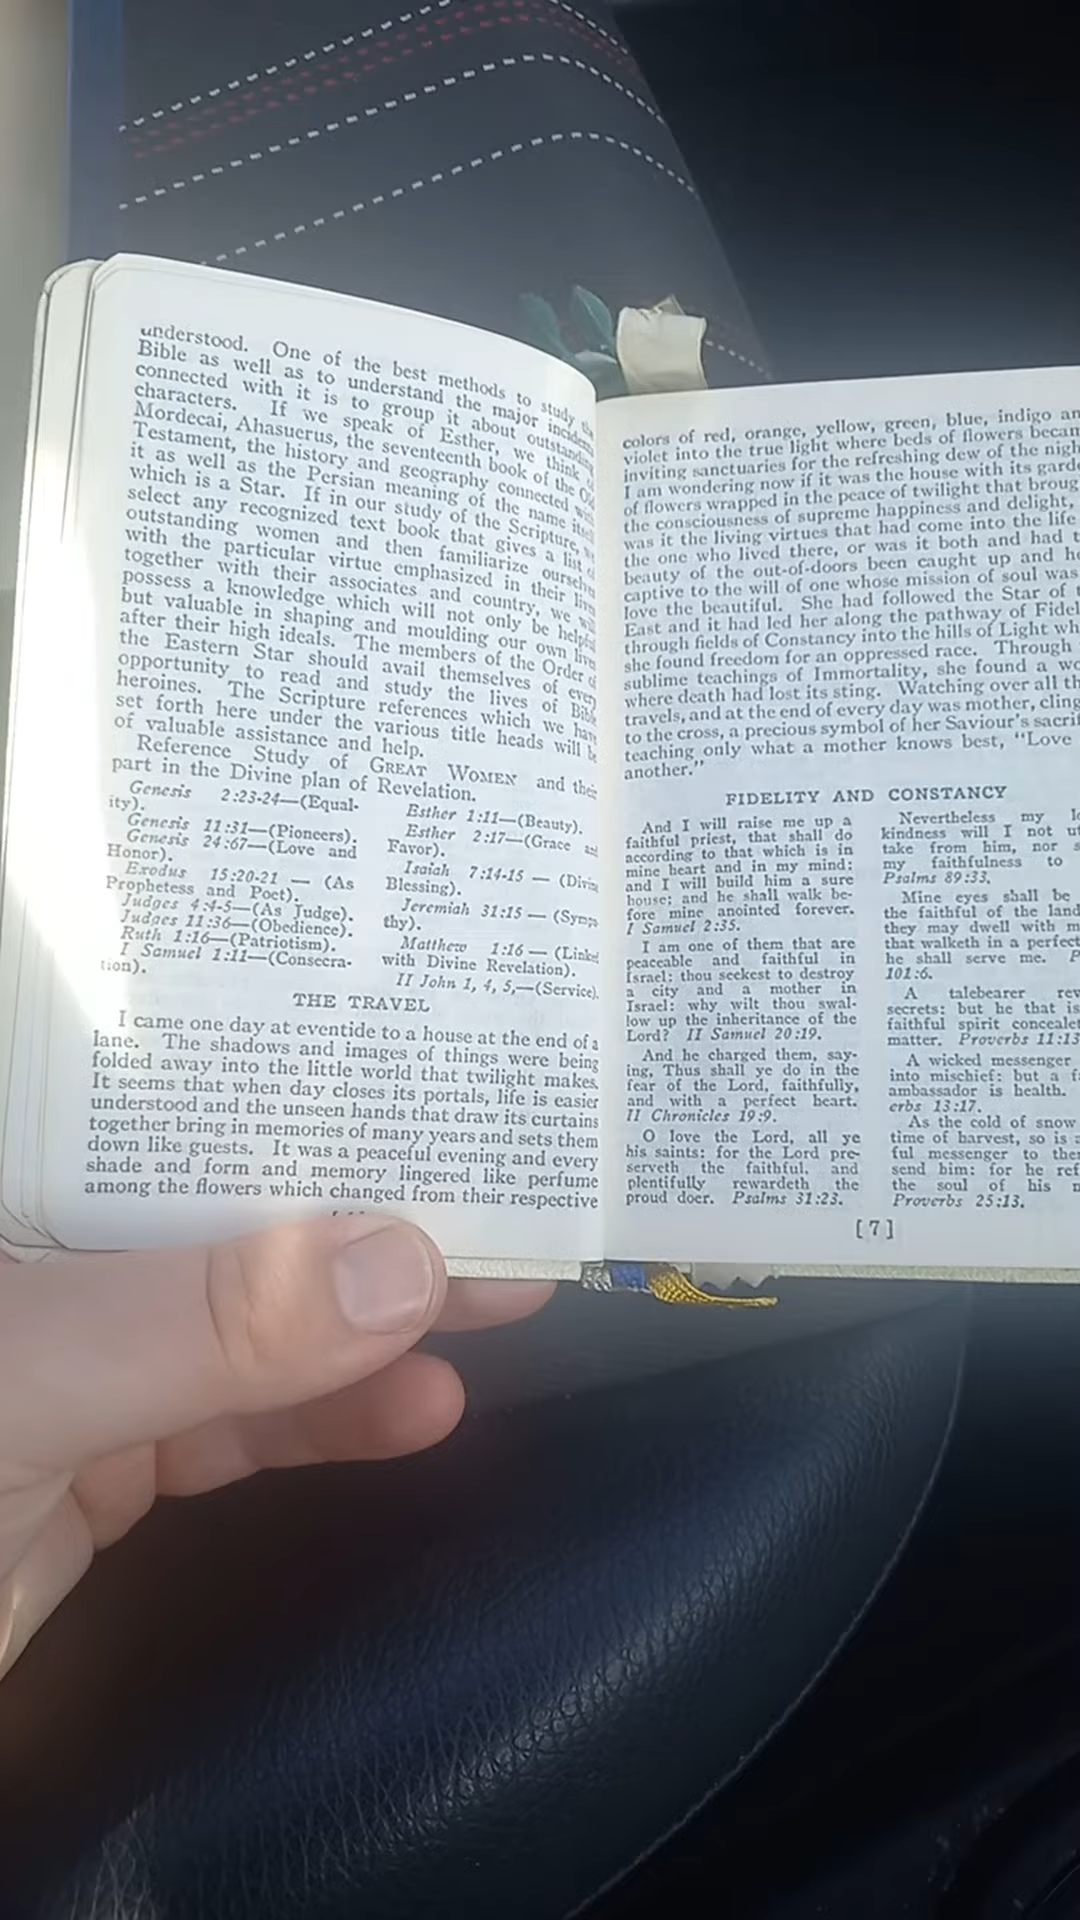 understood. One of the best methods to study the
Bible as well as to understand the major incidents
connected with it is to group it about outstanding
characters. If we speak of Esther, we think of
Mordecai, Ahasuerus, the seventeenth book of the Old
Testament, the history and geography connected with
it as well as the Persian meaning of the name itself
which is a Star. If in our study of the Scripture, we
select any recognized text book that gives a list of
outstanding women and then familiarize ourselves
with the particular virtue emphasized in their lives
together with their associates and country, we will
possess a knowledge which will not only be helpful
but valuable in shaping and moulding our own lives
after their high ideals. The members of the Order of
the Eastern Star should avail themselves of every
opportunity to read and study the lives of Bible
heroines. The Scripture references which we have
set forth here under the various title heads will be
of valuable assistance and help.
Reference Study of GREAT WOMEN and their
part in the Divine plan of Revelation.
Genesis 2:23-24—(Equal-
ity).
Genesis 11:31—(Pioneers).
Genesis 24:67—(Love and
Honor).
Exodus 15:20-21 — (As
Prophetess and Poet).
Judges 4:4-5—(As Judge).
Judges 11:36—(Obedience).
Ruth 1:16—(Patriotism).
I Samuel 1:11—(Consecra-
tion).
Esther 1:11—(Beauty).
Esther 2:17—(Grace and
Favor).
Isaiah 7:14-15 — (Divine
Blessing).
Jeremiah 31:15 — (Sympa-
thy).
Matthew 1:16 — (Linked
with Divine Revelation).
II John 1, 4, 5,—(Service).
THE TRAVEL
I came one day at eventide to a house at the end of a
lane. The shadows and images of things were being
folded away into the little world that twilight makes.
It seems that when day closes its portals, life is easier
understood and the unseen hands that draw its curtains
together bring in memories of many years and sets them
down like guests. It was a peaceful evening and every
shade and form and memory lingered like perfume
among the flowers which changed from their respective
colors of red, orange, yellow, green, blue, indigo an
violet into the true light where beds of flowers becam
inviting sanctuaries for the refreshing dew of the nigh
I am wondering now if it was the house with its garde
of flowers wrapped in the peace of twilight that broug
the consciousness of supreme happiness and delight,
was it the living virtues that had come into the life
the one who lived there, or was it both and had t
beauty of the out-of-doors been caught up and he
captive to the will of one whose mission of soul was
love the beautiful. She had followed the Star of t
East and it had led her along the pathway of Fidel
through fields of Constancy into the hills of Light wh
she found freedom for an oppressed race. Through
sublime teachings of Immortality, she found a wo
where death had lost its sting. Watching over all th
travels, and at the end of every day was mother, cling
to the cross, a precious symbol of her Saviour's sacrif
teaching only what a mother knows best, "Love
another."
FIDELITY AND CONSTANCY
And I will raise me up a
faithful priest, that shall do
according to that which is in
mine heart and in my mind:
and I will build him a sure
house; and he shall walk be-
fore mine anointed forever.
I Samuel 2:35.
I am one of them that are
peaceable and faithful in
Israel: thou seekest to destroy
a city and a mother in
Israel: why wilt thou swal-
low up the inheritance of the
Lord? II Samuel 20:19.
And he charged them, say-
ing, Thus shall ye do in the
fear of the Lord, faithfully,
and with a perfect heart.
II Chronicles 19:9.
O love the Lord, all ye
his saints: for the Lord pre-
serveth the faithful, and
plentifully rewardeth the
proud doer. Psalms 31:23.
Nevertheless my lo
kindness will I not ut
take from him, nor s
my faithfulness to
Psalms 89:33.
Mine eyes shall be
the faithful of the land
they may dwell with m
that walketh in a perfect
he shall serve me. P
101:6.
A talebearer rev
secrets: but he that is
faithful spirit concealet
matter. Proverbs 11:13
A wicked messenger
into mischief: but a fa
ambassador is health.
erbs 13:17.
As the cold of snow
time of harvest, so is a
ful messenger to the
send him: for he ref
the soul of his m
Proverbs 25:13.
[7]